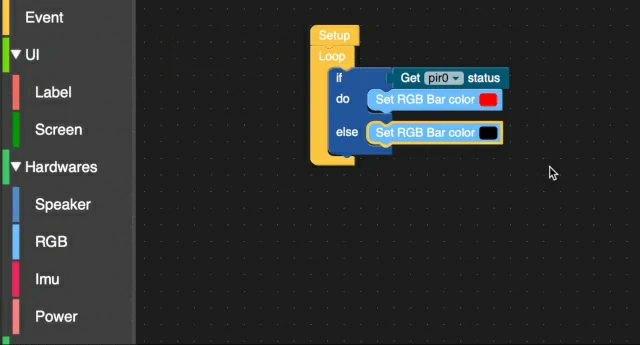 Event
▼ UI
Label
Screen
▼ Hardwares
Speaker
RGB
Imu
Power
Setup
Loop
if Get pir0 status
do Set RGB Bar color
else Set RGB Bar color